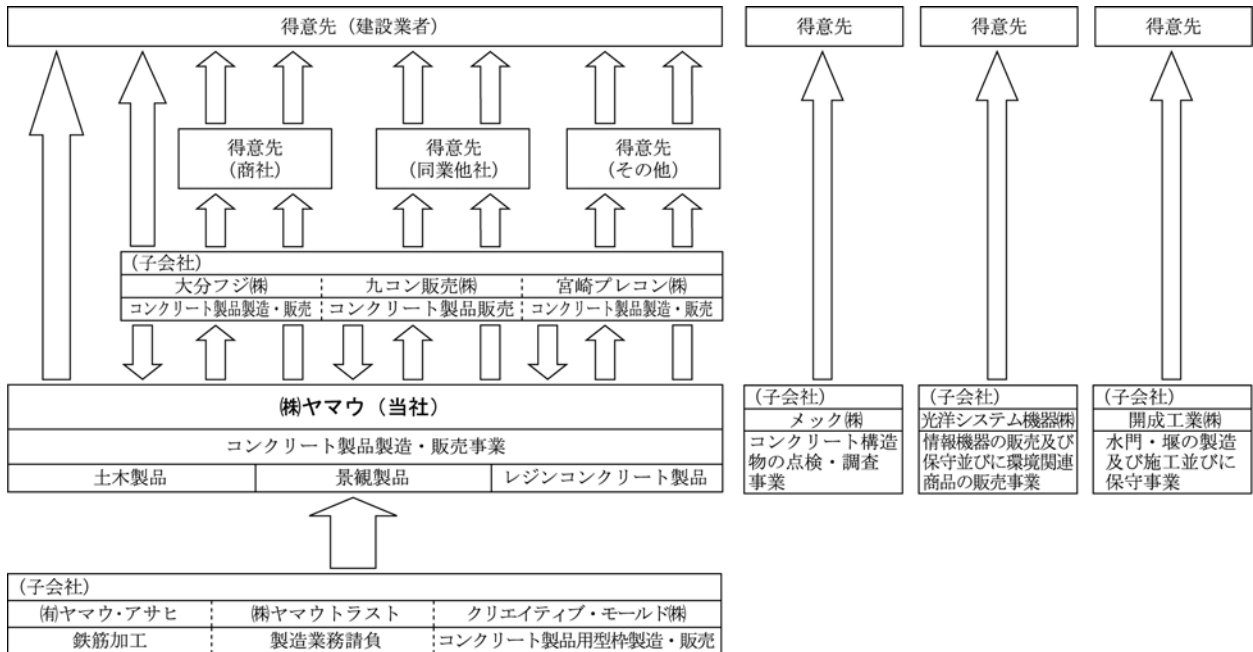 得意先（建設業者）
得意先
得意先
得意先
得意先
（商社）
得意先
（同業他社）
得意先
（その他）
（子会社）
大分フジ㈱
九コン販売㈱
宮崎プレコン㈱
コンクリート製品製造・販売
コンクリート製品販売
コンクリート製品製造・販売
㈱ヤマウ（当社）
コンクリート製品製造・販売事業
土木製品
景観製品
レジンコンクリート製品
（子会社）
メック㈱
コンクリート構造
物の点検・調査
事業
（子会社）
光洋システム機器㈱
情報機器の販売及び
保守並びに環境関連
商品の販売事業
（子会社）
開成工業㈱
水門・堰の製造
及び施工並びに
保守事業
（子会社）
㈲ヤマウ・アサヒ
㈱ヤマウトラスト
クリエイティブ・モールド㈱
鉄筋加工
製造業務請負
コンクリート製品用型枠製造・販売